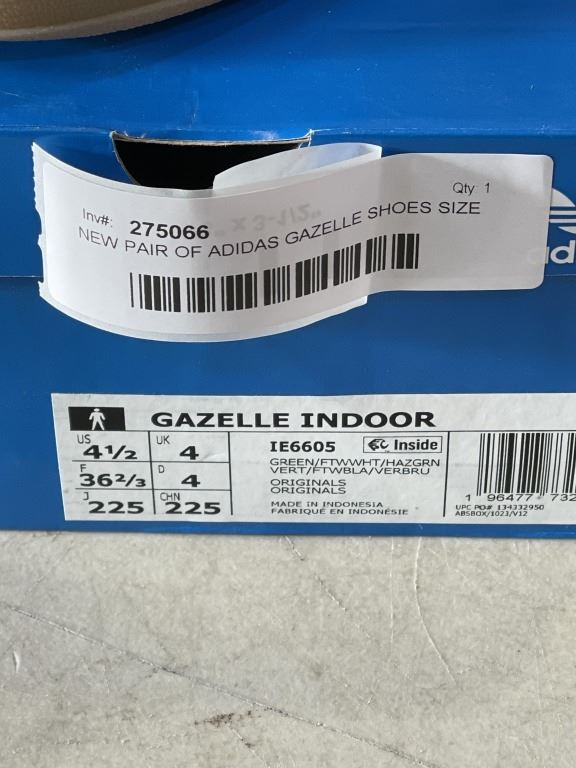 Qty: 1
Inv#: 275066
NEW PAIR OF ADIDAS GAZELLE SHOES SIZE
GAZELLE INDOOR
US 4½ UK 4
F 36⅔ D 4
J 225 CHN 225
IE6605 Inside
GREEN/FTWWHT/HAZGRN
VERT/FTWBLA/VERBRU
ORIGINALS
ORIGINALS
MADE IN INDONESIA
FABRIQUÉ EN INDONÉSIE
1 96477 732
UPC PO# 134332950
ABSBOX/1023/V12
ad